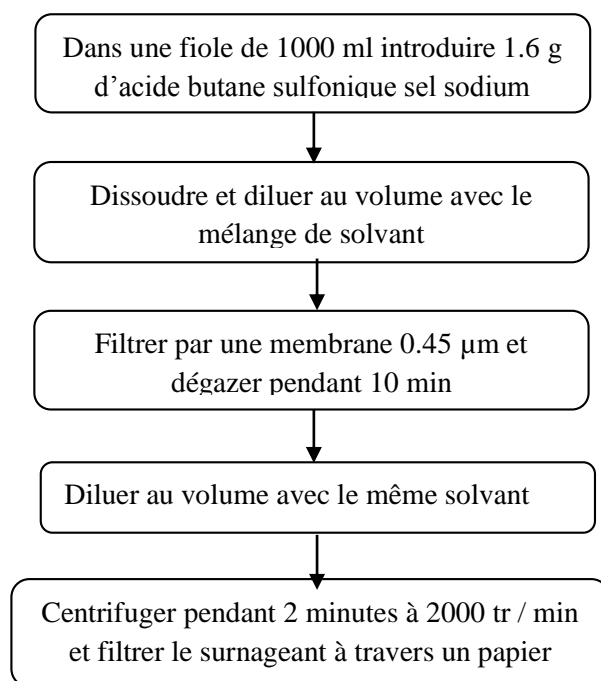 Dans une fiole de 1000 ml introduire 1.6 g
d’acide butane sulfonique sel sodium
Dissoudre et diluer au volume avec le
mélange de solvant
Filtrer par une membrane 0.45 µm et
dégazer pendant 10 min
Diluer au volume avec le même solvant
Centrifuger pendant 2 minutes à 2000 tr / min
et filtrer le surnageant à travers un papier